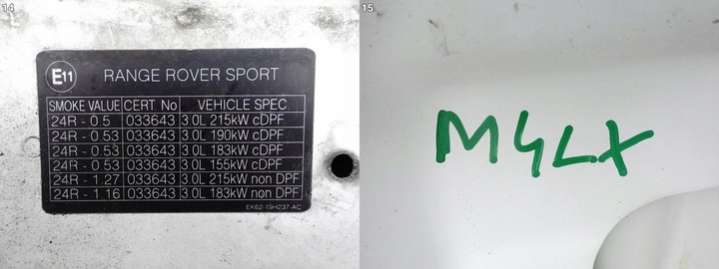 14
E11
RANGE ROVER SPORT
SMOKE VALUE CERT. No VEHICLE SPEC
24R - 0.5 033643 3.0L 215kW cDPF
24R - 0.53 033643 3.0L 190kW cDPF
24R - 0.53 033643 3.0L 183kW cDPF
24R - 0.53 033643 3.0L 155kW cDPF
24R - 1.27 033643 3.0L 215kW non DPF
24R - 1.16 033643 3.0L 183kW non DPF
EK62-19H237-AC
15
M4LX